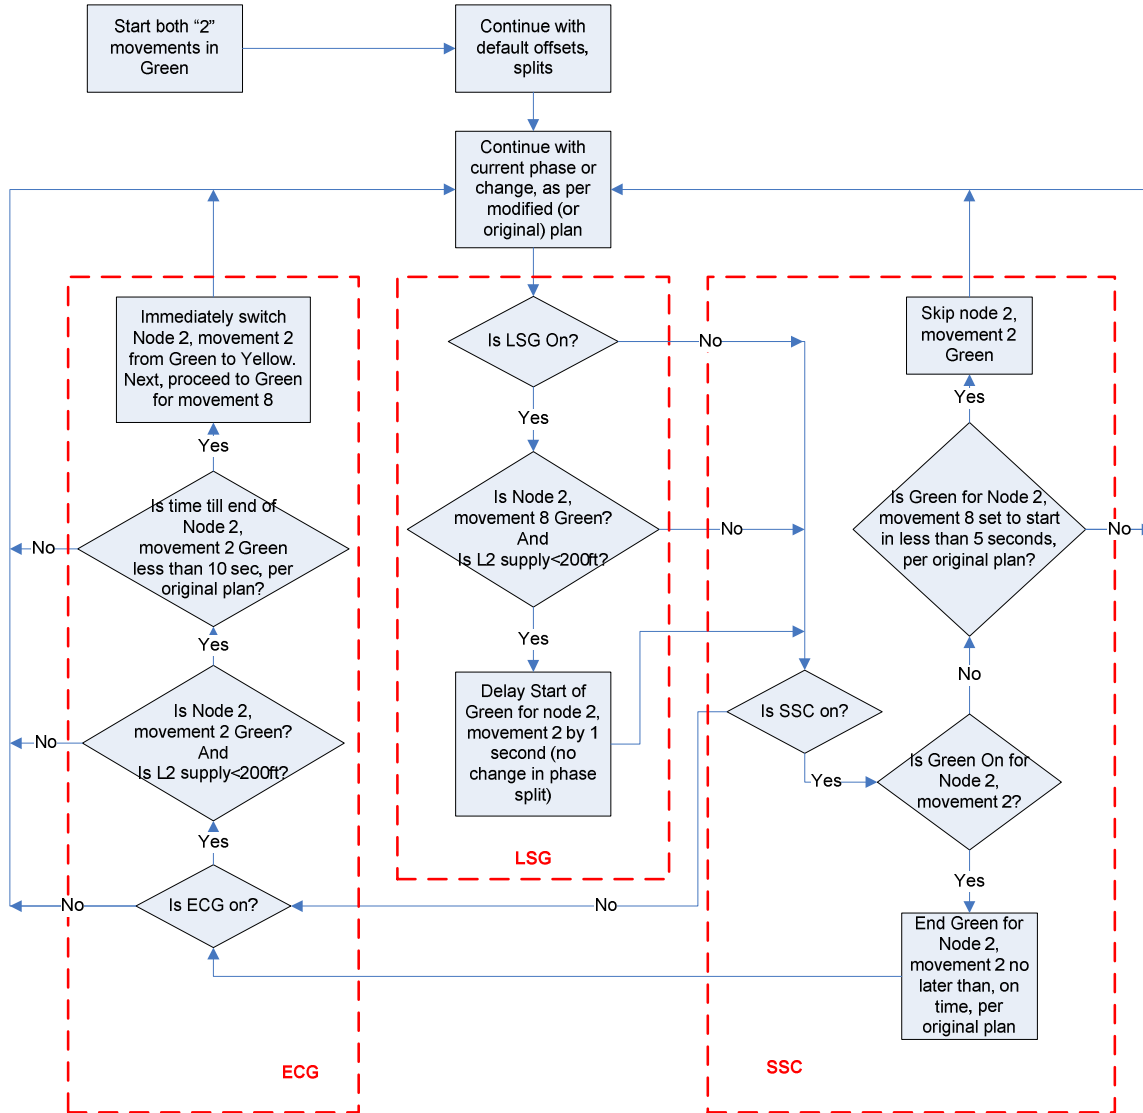 Start both “2”
movements in
Green
Continue with
default offsets,
splits
Continue with
current phase or
change, as per
modified (or
original) plan
Immediately switch
Node 2, movement 2
from Green to Yellow.
Next, proceed to Green
for movement 8
Yes
Is time till end of
Node 2,
movement 2 Green
less than 10 sec, per
original plan?
No
Yes
Is Node 2,
movement 2 Green?
And
Is L2 supply<200ft?
No
Yes
Is ECG on?
No
ECG
Is LSG On?
No
Yes
Is Node 2,
movement 8 Green?
And
Is L2 supply<200ft?
No
Yes
Delay Start of
Green for node 2,
movement 2 by 1
second (no
change in phase
split)
LSG
Skip node 2,
movement 2
Green
Yes
Is Green for Node 2,
movement 8 set to start
in less than 5 seconds,
per original plan?
No
No
Is SSC on?
Yes
No
Is Green On for
Node 2,
movement 2?
Yes
End Green for
Node 2,
movement 2 no
later than, on
time, per
original plan
SSC